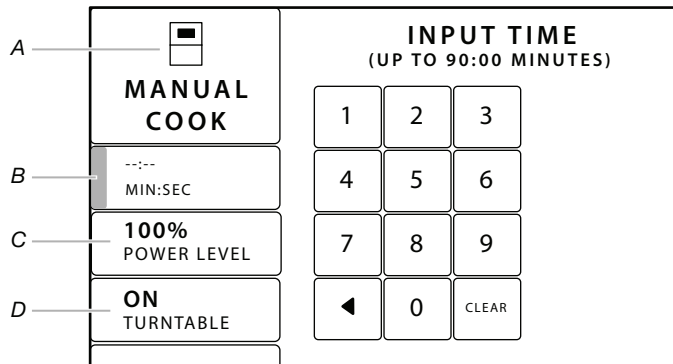 A
MANUAL
COOK
B
--:--
MIN:SEC
C
100%
POWER LEVEL
D
ON
TURNTABLE
INPUT TIME
(UP TO 90:00 MINUTES)
1 2 3
4 5 6
7 8 9
◀ 0 CLEAR